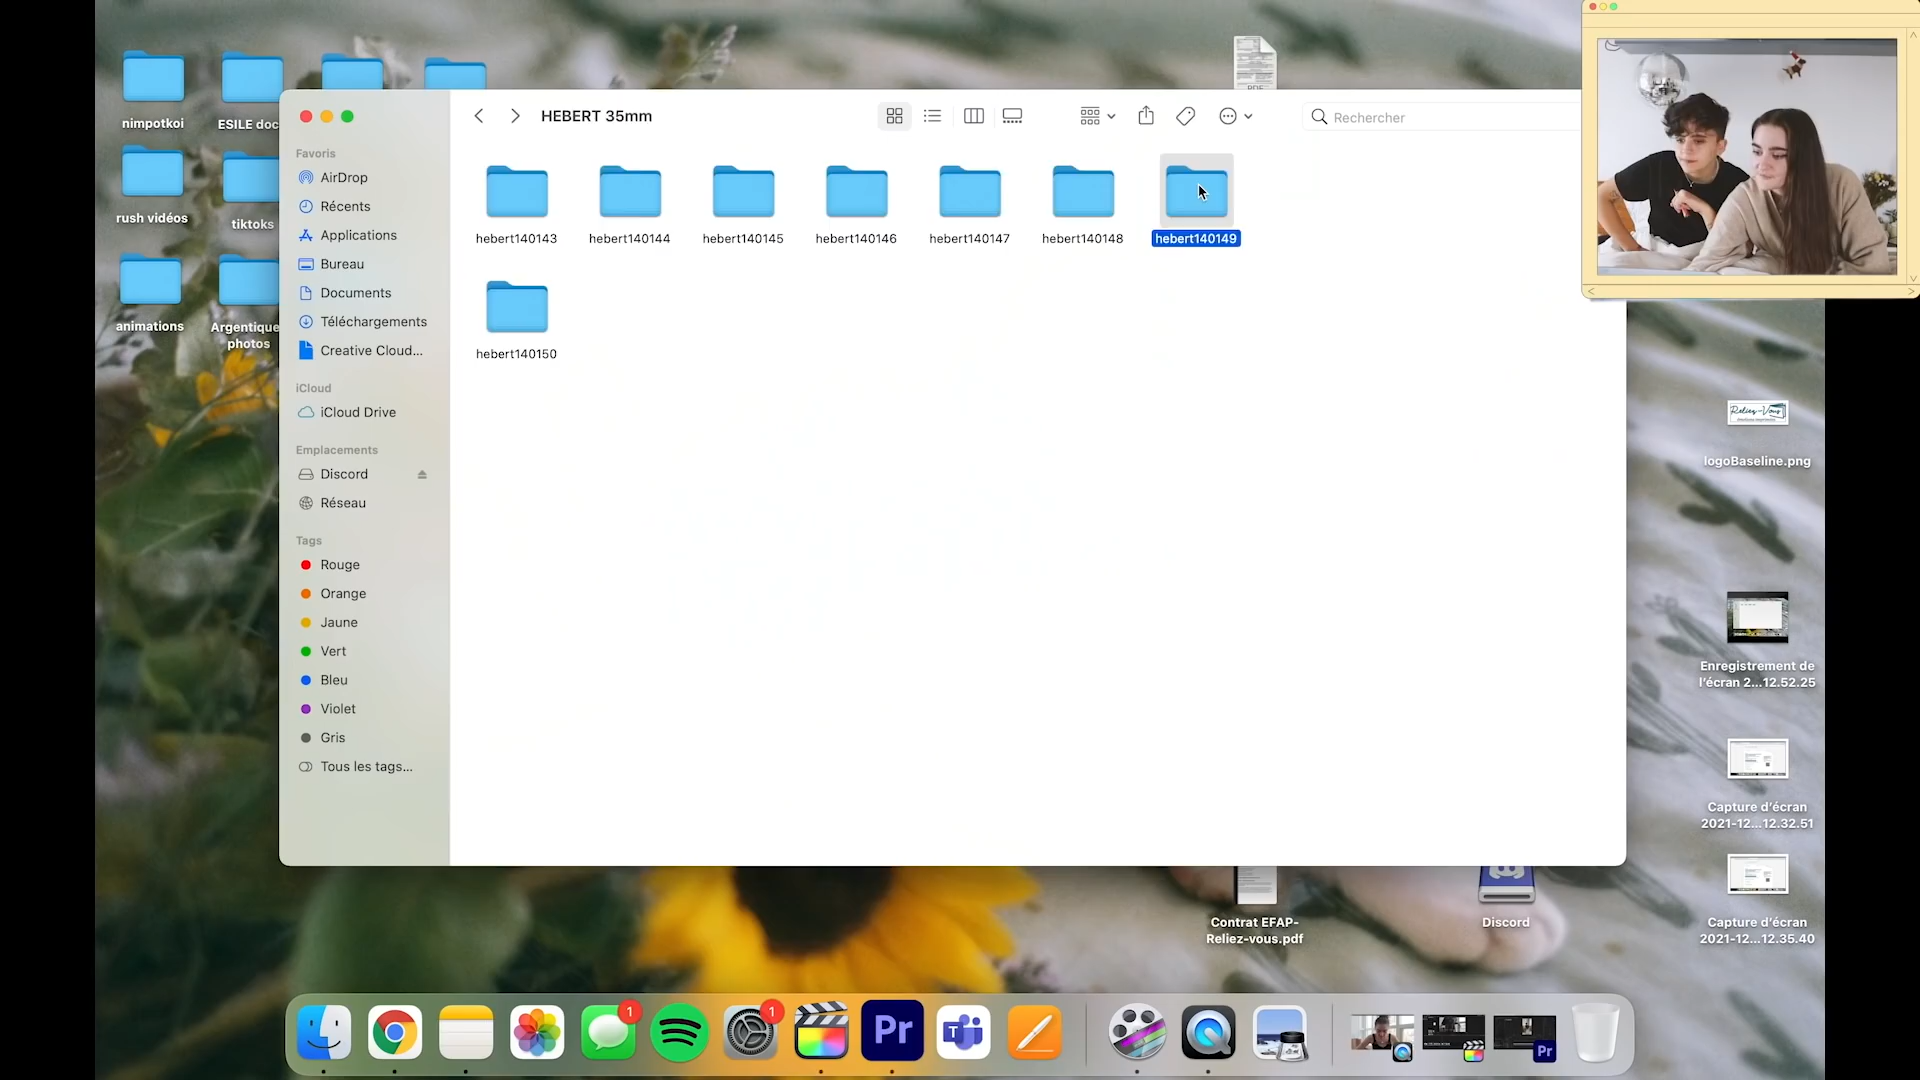 nimpotkoi
ESILE doc
rush vidéos
tiktoks
animations
Argentique
photos
PDF
HEBERT 35mm
Rechercher
Favoris
AirDrop
Récents
Applications
Bureau
Documents
Téléchargements
Creative Cloud...
iCloud
iCloud Drive
Emplacements
Discord
Réseau
Tags
Rouge
Orange
Jaune
Vert
Bleu
Violet
Gris
Tous les tags...
hebert140143
hebert140144
hebert140145
hebert140146
hebert140147
hebert140148
hebert140149
hebert140150
Reliez-Vous
logoBaseline.png
Enregistrement de
l'écran 2...12.52.25
Capture d'écran
2021-12...12.32.51
Capture d'écran
2021-12...12.35.40
Contrat EFAP-
Reliez-vous.pdf
Discord
1
1
Pr
T
Pr